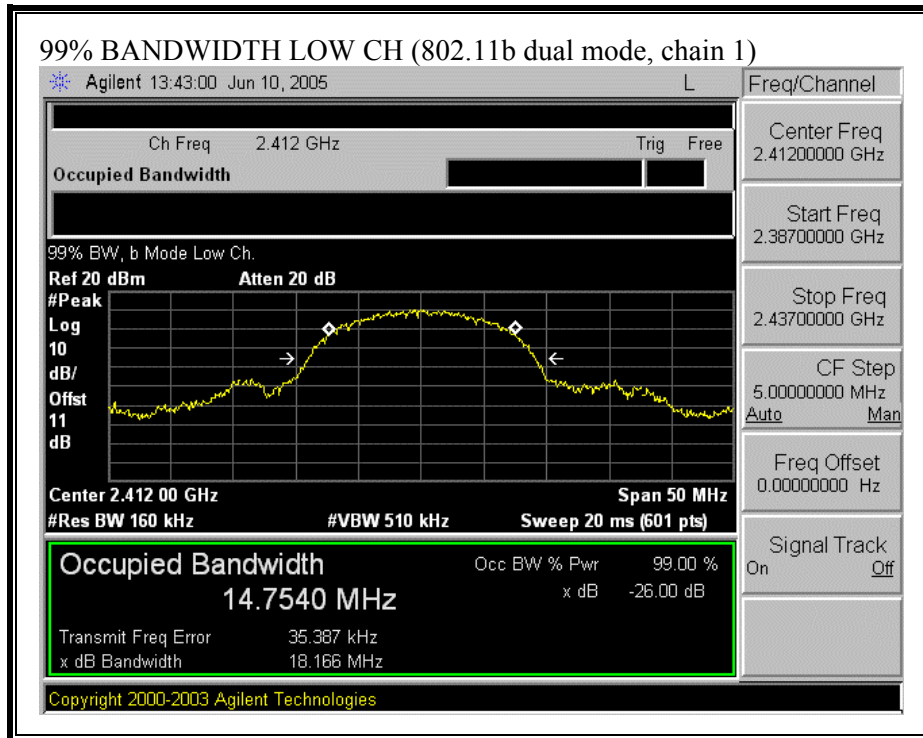 99% BANDWIDTH LOW CH (802.11b dual mode, chain 1)
Agilent 13:43:00 Jun 10, 2005 L
Freq/Channel
Ch Freq 2.412 GHz Trig Free
Occupied Bandwidth
Center Freq
2.41200000 GHz
Start Freq
2.38700000 GHz
Stop Freq
2.43700000 GHz
CF Step
5.00000000 MHz
Auto Man
Freq Offset
0.00000000 Hz
Signal Track
On Off
99% BW, b Mode Low Ch.
Ref 20 dBm Atten 20 dB
#Peak
Log
10
dB/
Offst
11
dB
Center 2.412 00 GHz Span 50 MHz
#Res BW 160 kHz #VBW 510 kHz Sweep 20 ms (601 pts)
Occupied Bandwidth
14.7540 MHz
Occ BW % Pwr 99.00 %
x dB -26.00 dB
Transmit Freq Error 35.387 kHz
x dB Bandwidth 18.166 MHz
Copyright 2000-2003 Agilent Technologies